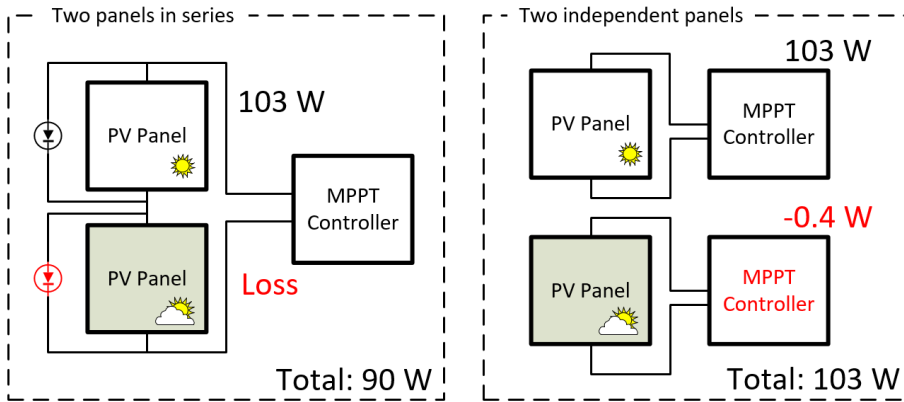 Two panels in series
103 W
PV Panel
MPPT
Controller
PV Panel
Loss
Total: 90 W
Two independent panels
103 W
PV Panel
MPPT
Controller
-0.4 W
PV Panel
MPPT
Controller
Total: 103 W